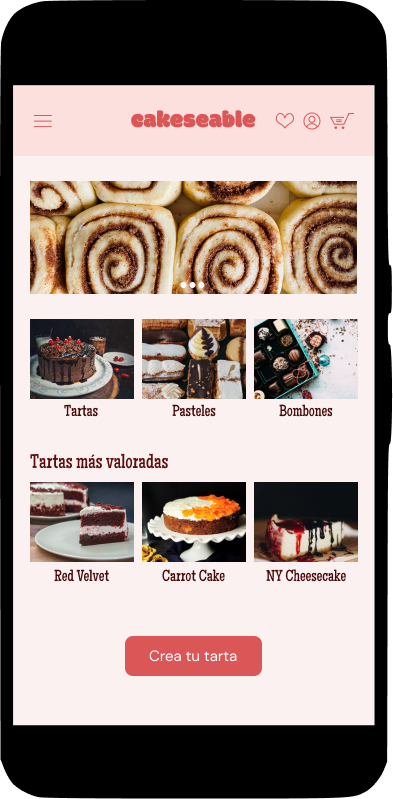 cakeseable
Tartas
Pasteles
Bombones
Tartas más valoradas
Red Velvet
Carrot Cake
NY Cheesecake
Crea tu tarta